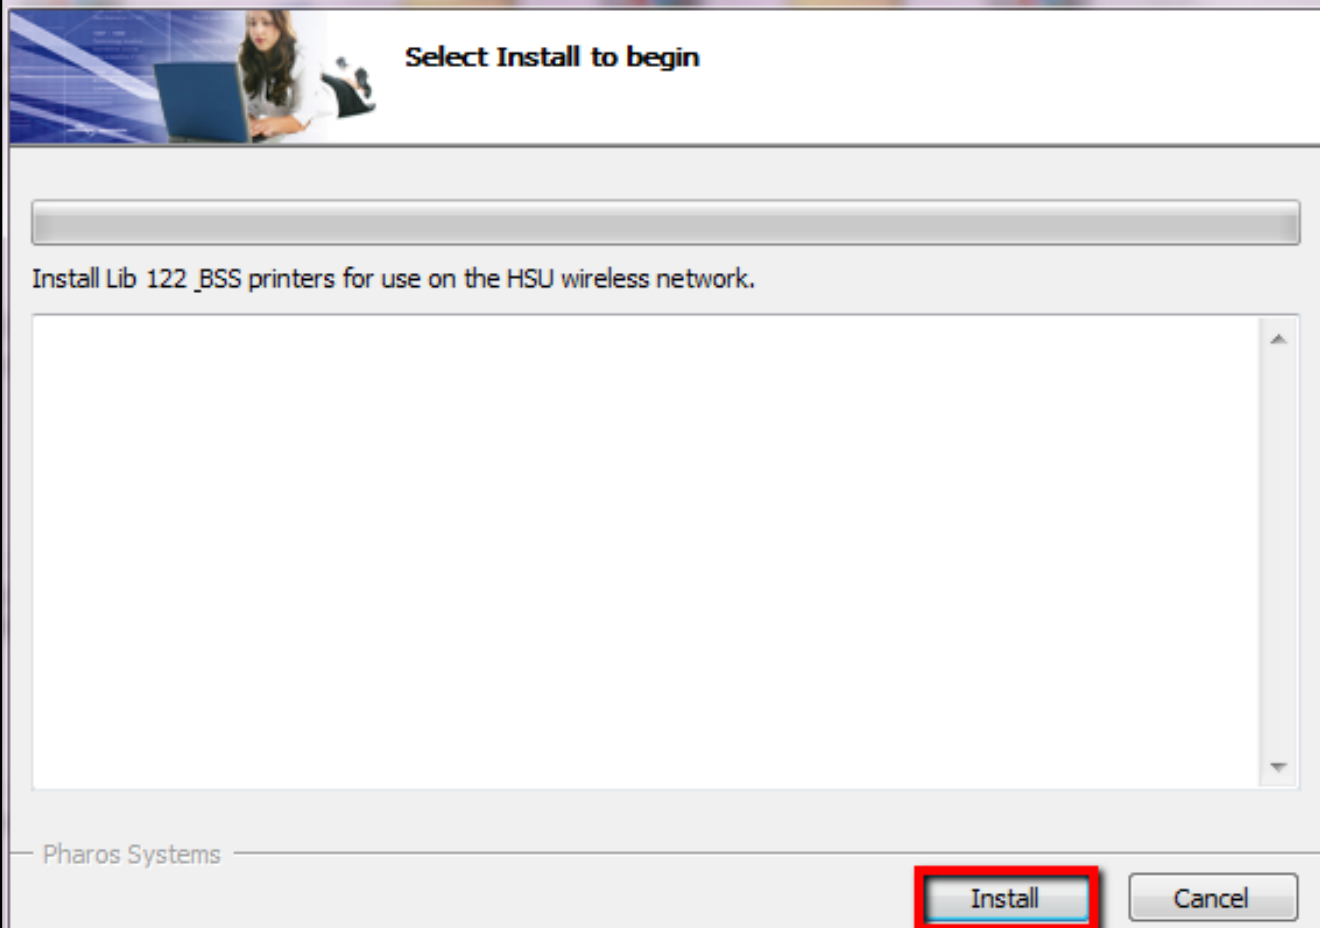 Select Install to begin
Install Lib 122 _BSS printers for use on the HSU wireless network.
Pharos Systems
Install
Cancel